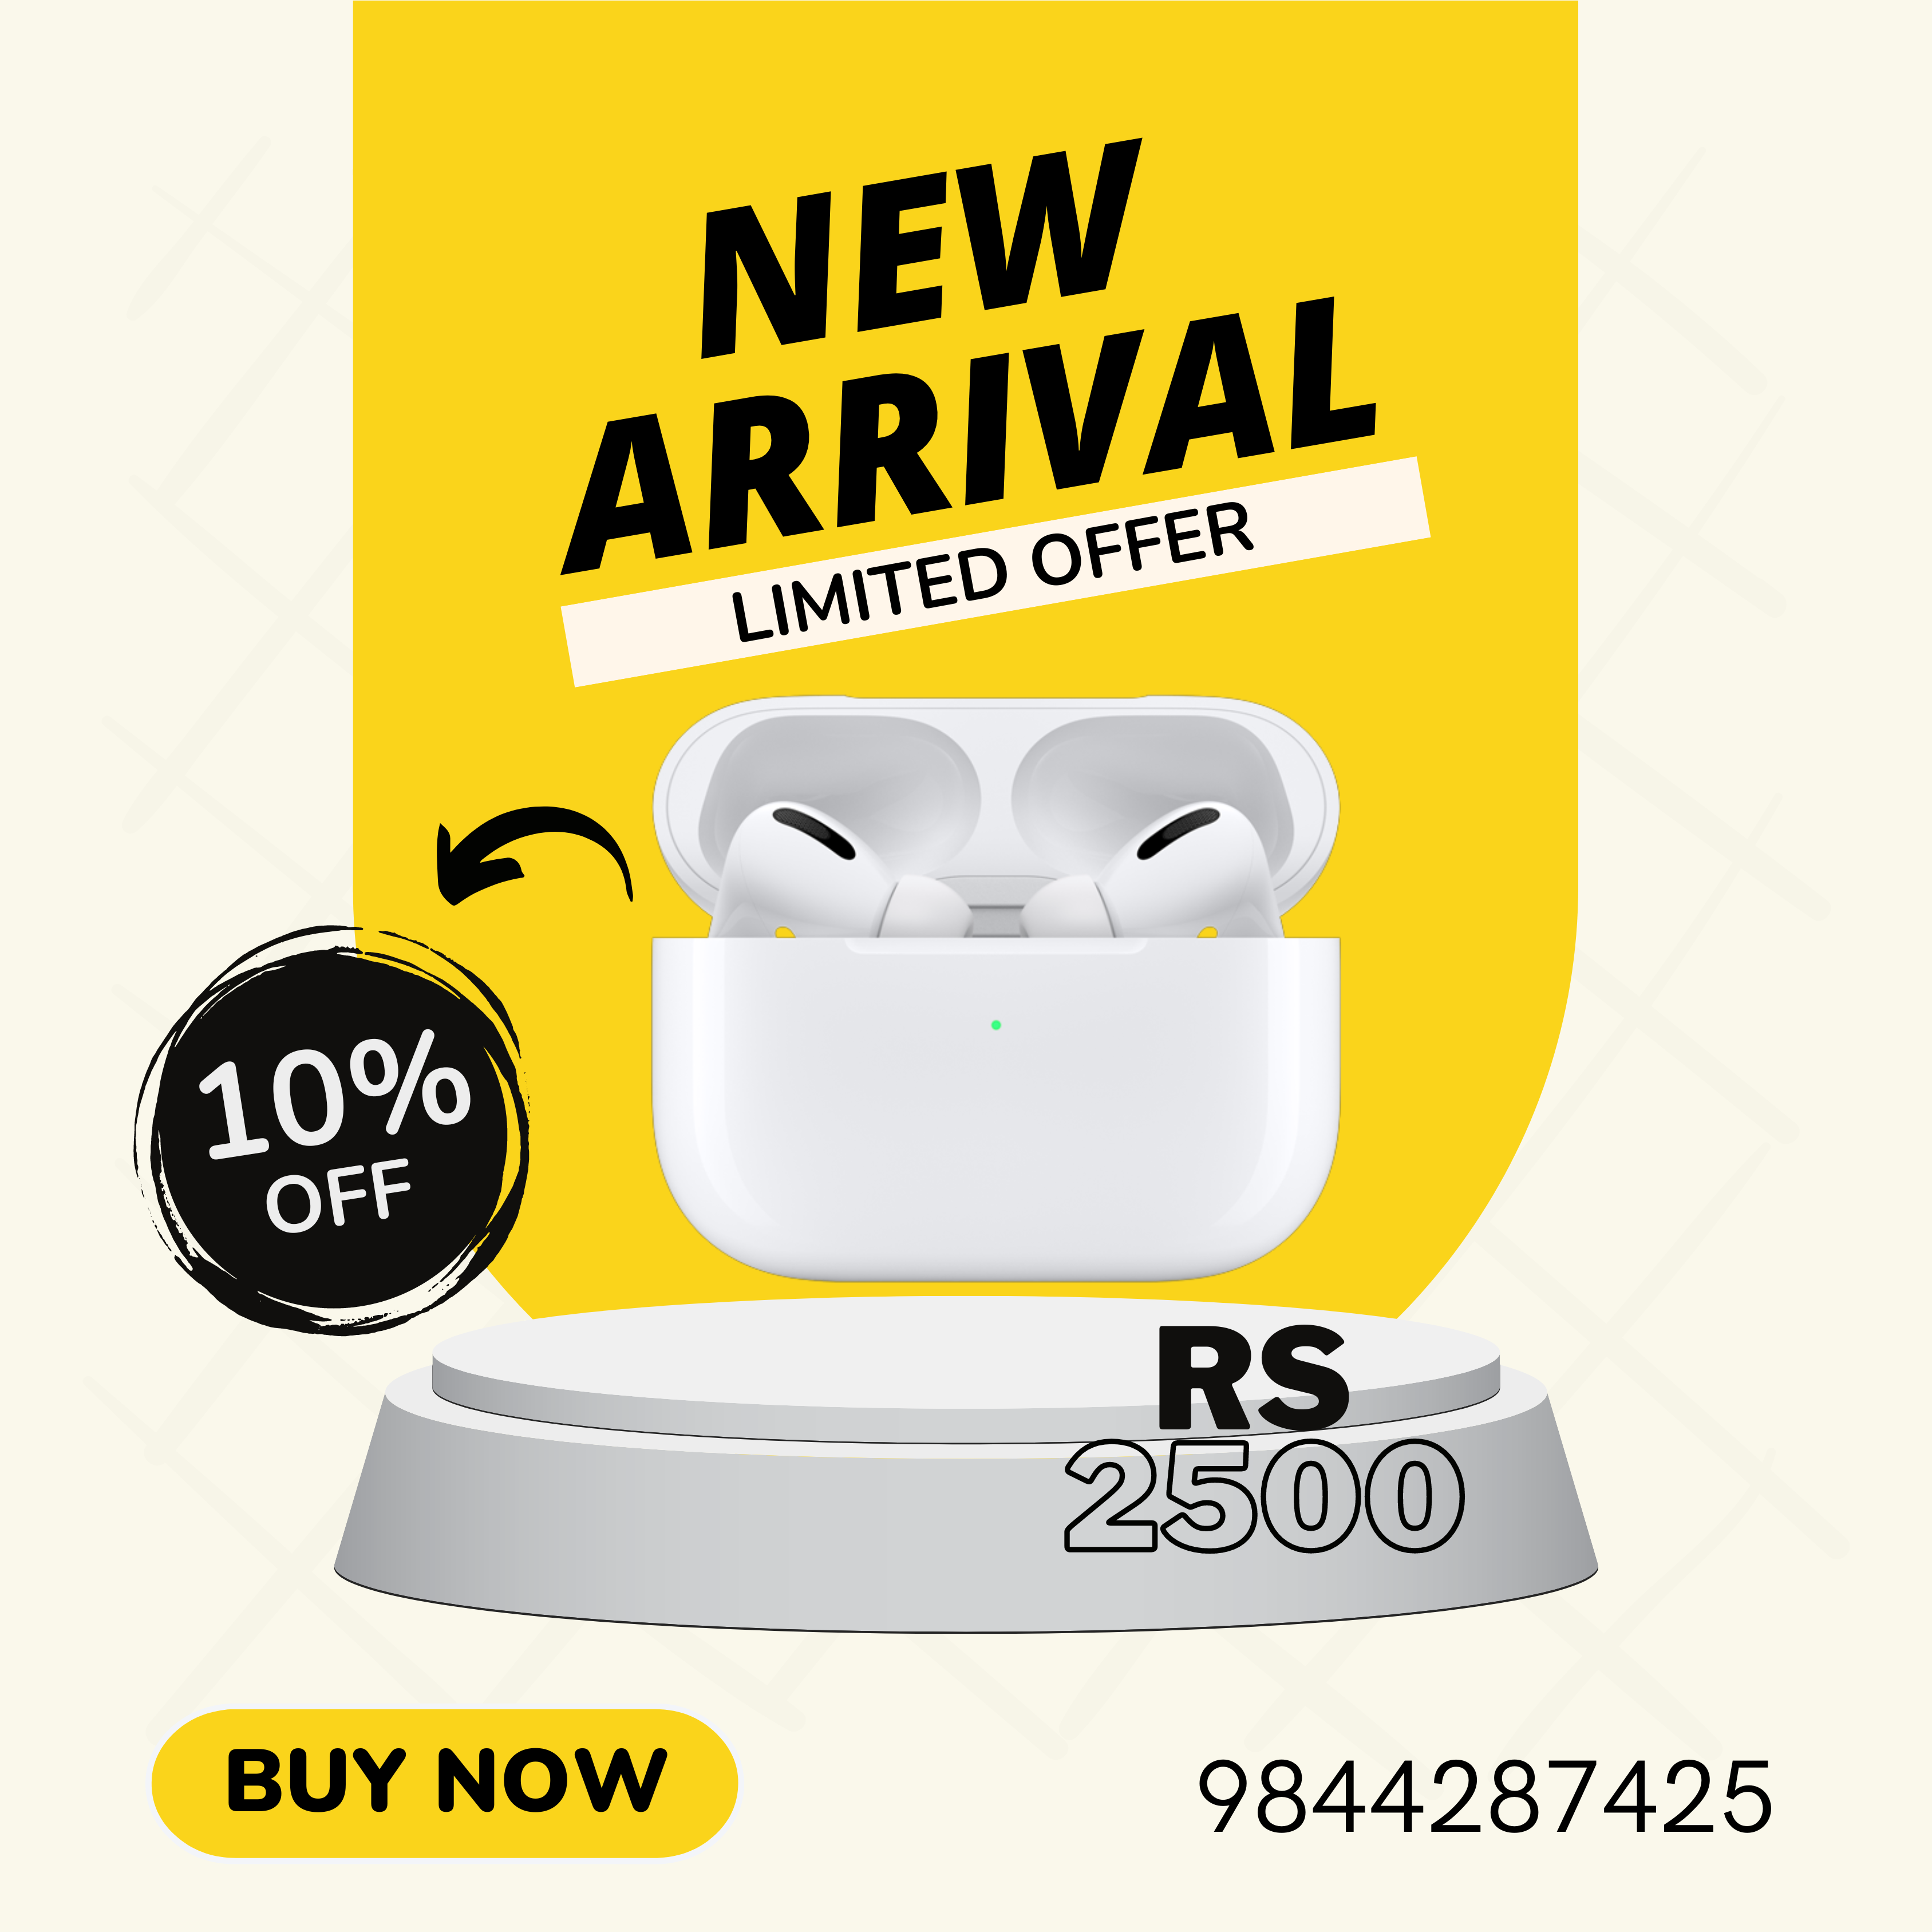 NEW
ARRIVAL
LIMITED OFFER
10%
OFF
RS
2500
BUY NOW
9844287425